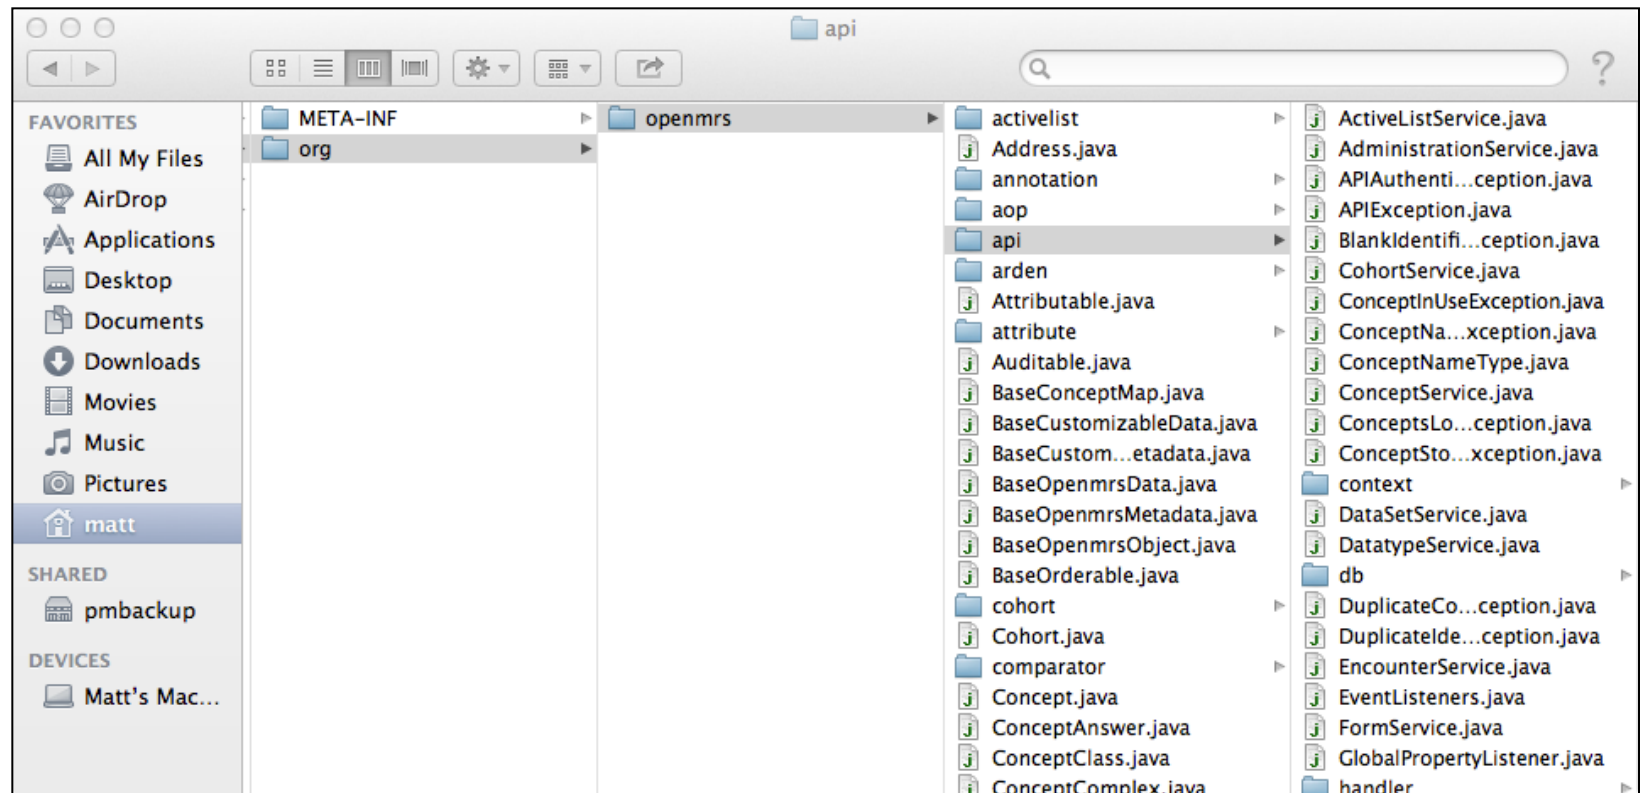 api
?
FAVORITES
All My Files
AirDrop
Applications
Desktop
Documents
Downloads
Movies
Music
Pictures
matt
SHARED
pmbackup
DEVICES
Matt's Mac...
META-INF
org
openmrs
activelist
Address.java
annotation
aop
api
arden
Attributable.java
attribute
Auditable.java
BaseConceptMap.java
BaseCustomizableData.java
BaseCustom...etadata.java
BaseOpenmrsData.java
BaseOpenmrsMetadata.java
BaseOpenmrsObject.java
BaseOrderable.java
cohort
Cohort.java
comparator
Concept.java
ConceptAnswer.java
ConceptClass.java
ConceptComplex.java
ActiveListService.java
AdministrationService.java
APIAuthenti...ception.java
APIException.java
BlankIdentifi...ception.java
CohortService.java
ConceptInUseException.java
ConceptNa...xception.java
ConceptNameType.java
ConceptService.java
ConceptsLo...ception.java
ConceptSto...xception.java
context
DataSetService.java
DatatypeService.java
db
DuplicateCo...ception.java
DuplicateIde...ception.java
EncounterService.java
EventListeners.java
FormService.java
GlobalPropertyListener.java
handler